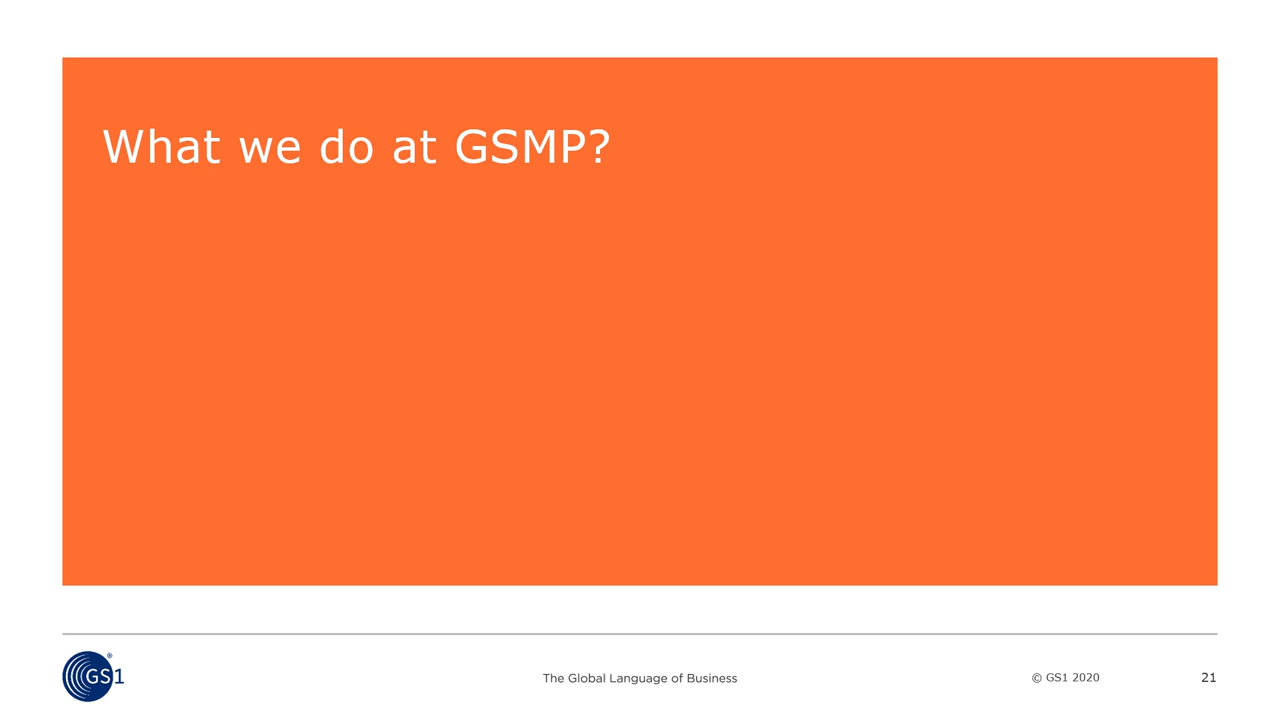 What we do at GSMP?
GS1
®
The Global Language of Business
© GS1 2020
21